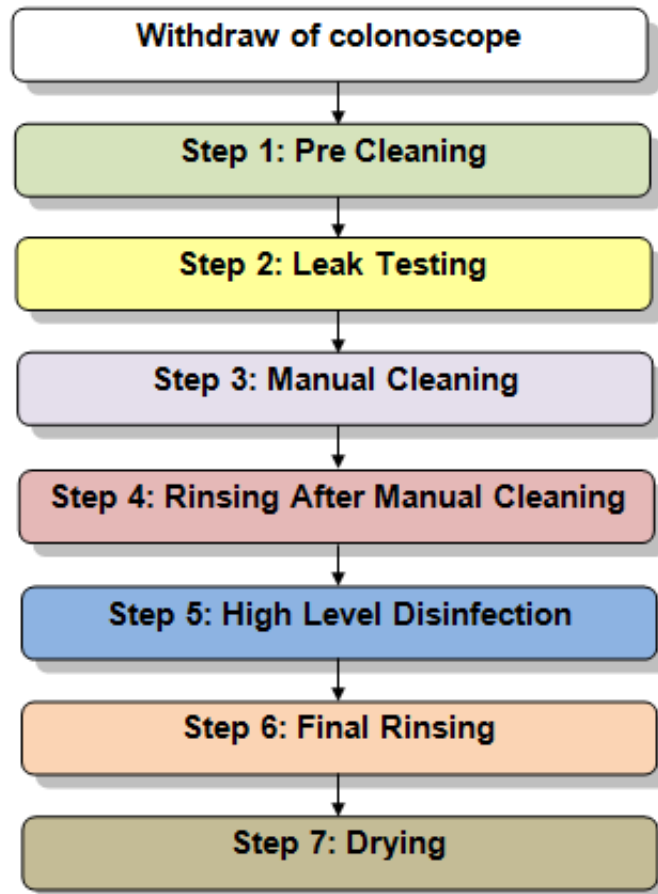 Withdraw of colonoscope
Step 1: Pre Cleaning
Step 2: Leak Testing
Step 3: Manual Cleaning
Step 4: Rinsing After Manual Cleaning
Step 5: High Level Disinfection
Step 6: Final Rinsing
Step 7: Drying